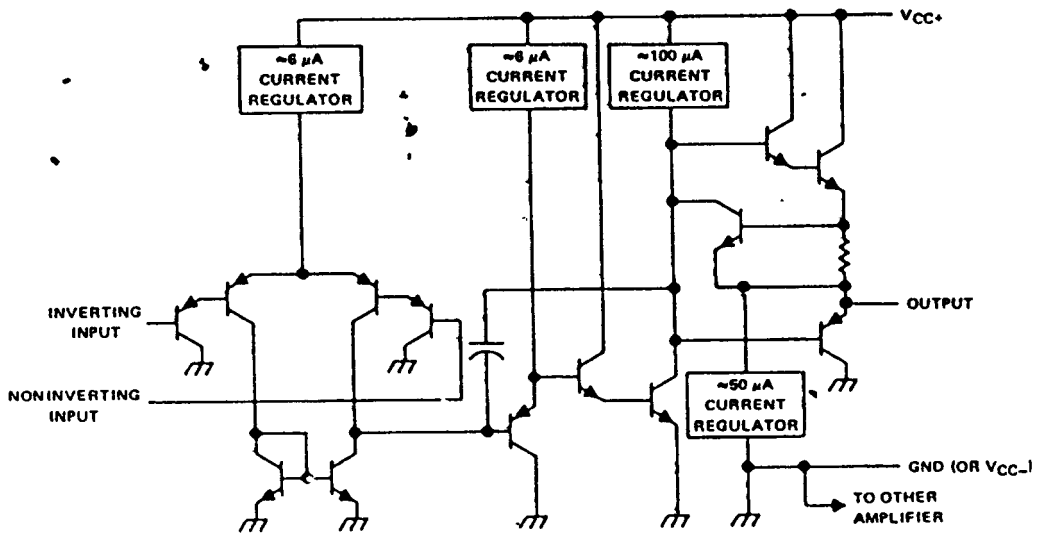 VCC+
≈6 μA
CURRENT
REGULATOR
≈6 μA
CURRENT
REGULATOR
≈100 μA
CURRENT
REGULATOR
INVERTING
INPUT
OUTPUT
NONINVERTING
INPUT
≈50 μA
CURRENT
REGULATOR
GND (OR VCC−)
TO OTHER
AMPLIFIER